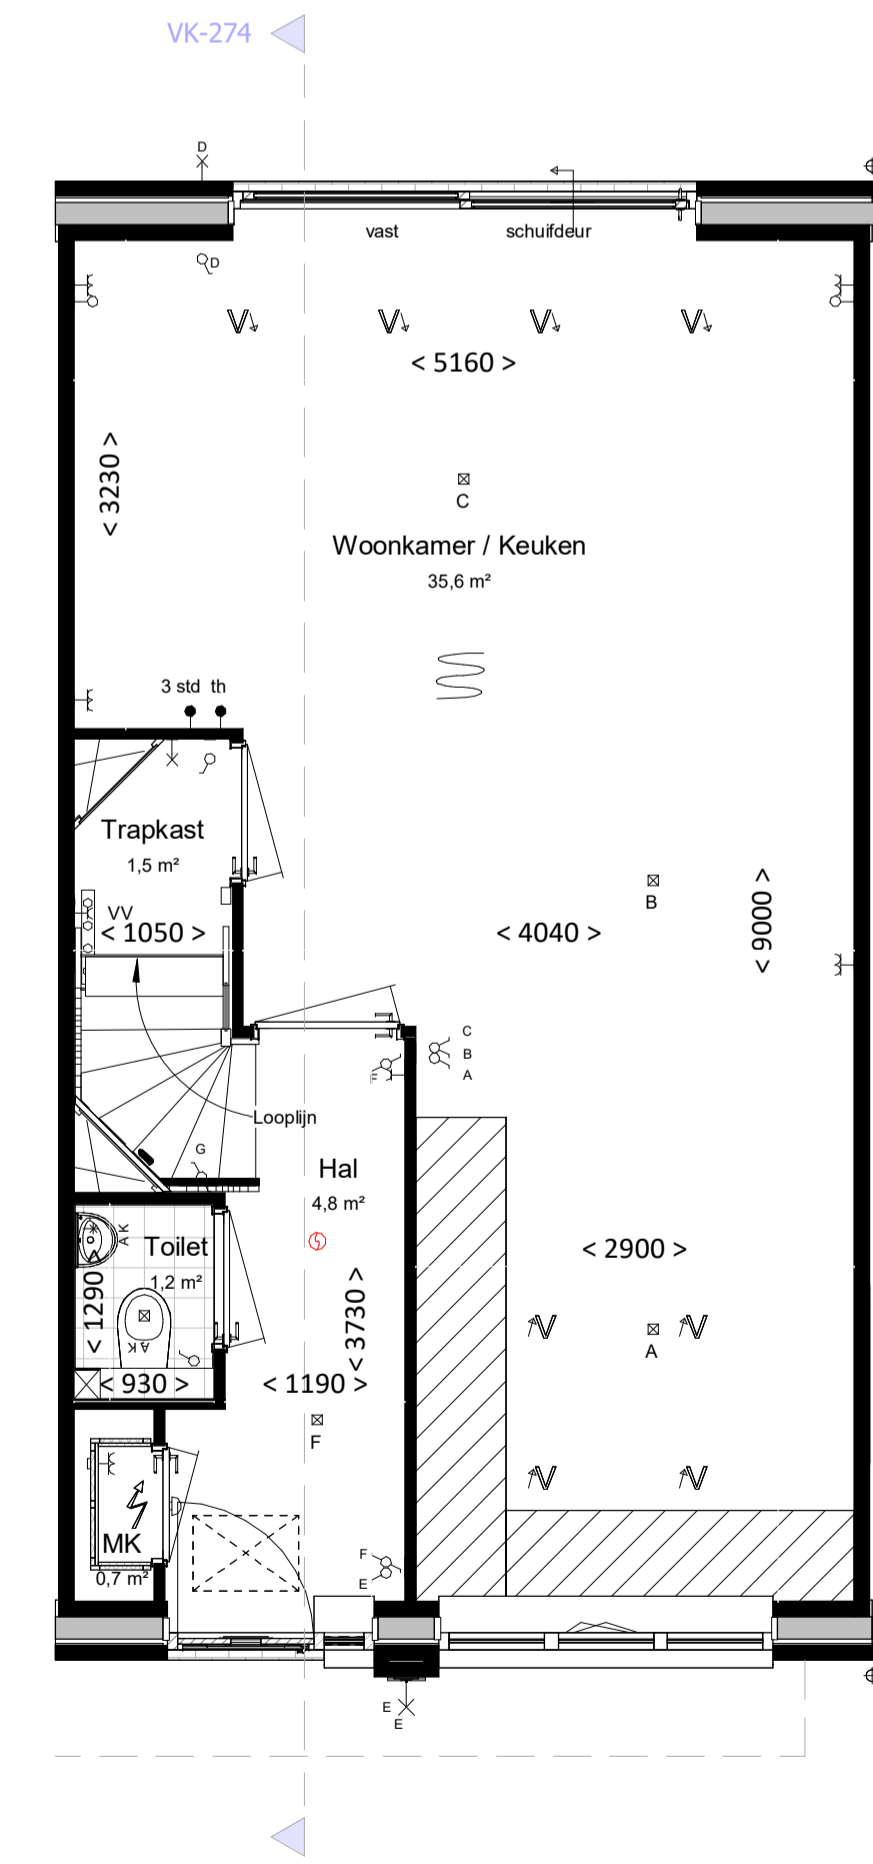 VK-274
D
vast
schuifdeur
D
V
V
V
V
< 5160 >
< 3230 >
C
Woonkamer / Keuken
35,6 m²
3 std th
Trapkast
1,5 m²
B
VV
< 1050 >
< 4040 >
< 9000 >
C
B
A
F
Looplijn
G
Hal
4,8 m²
A K
Toilet
1,2 m²
< 1290 >
< 2900 >
< 3730 >
V
V
A
A K
< 930 >
< 1190 >
F
V
V
MK
0,7 m²
F
E
E
E